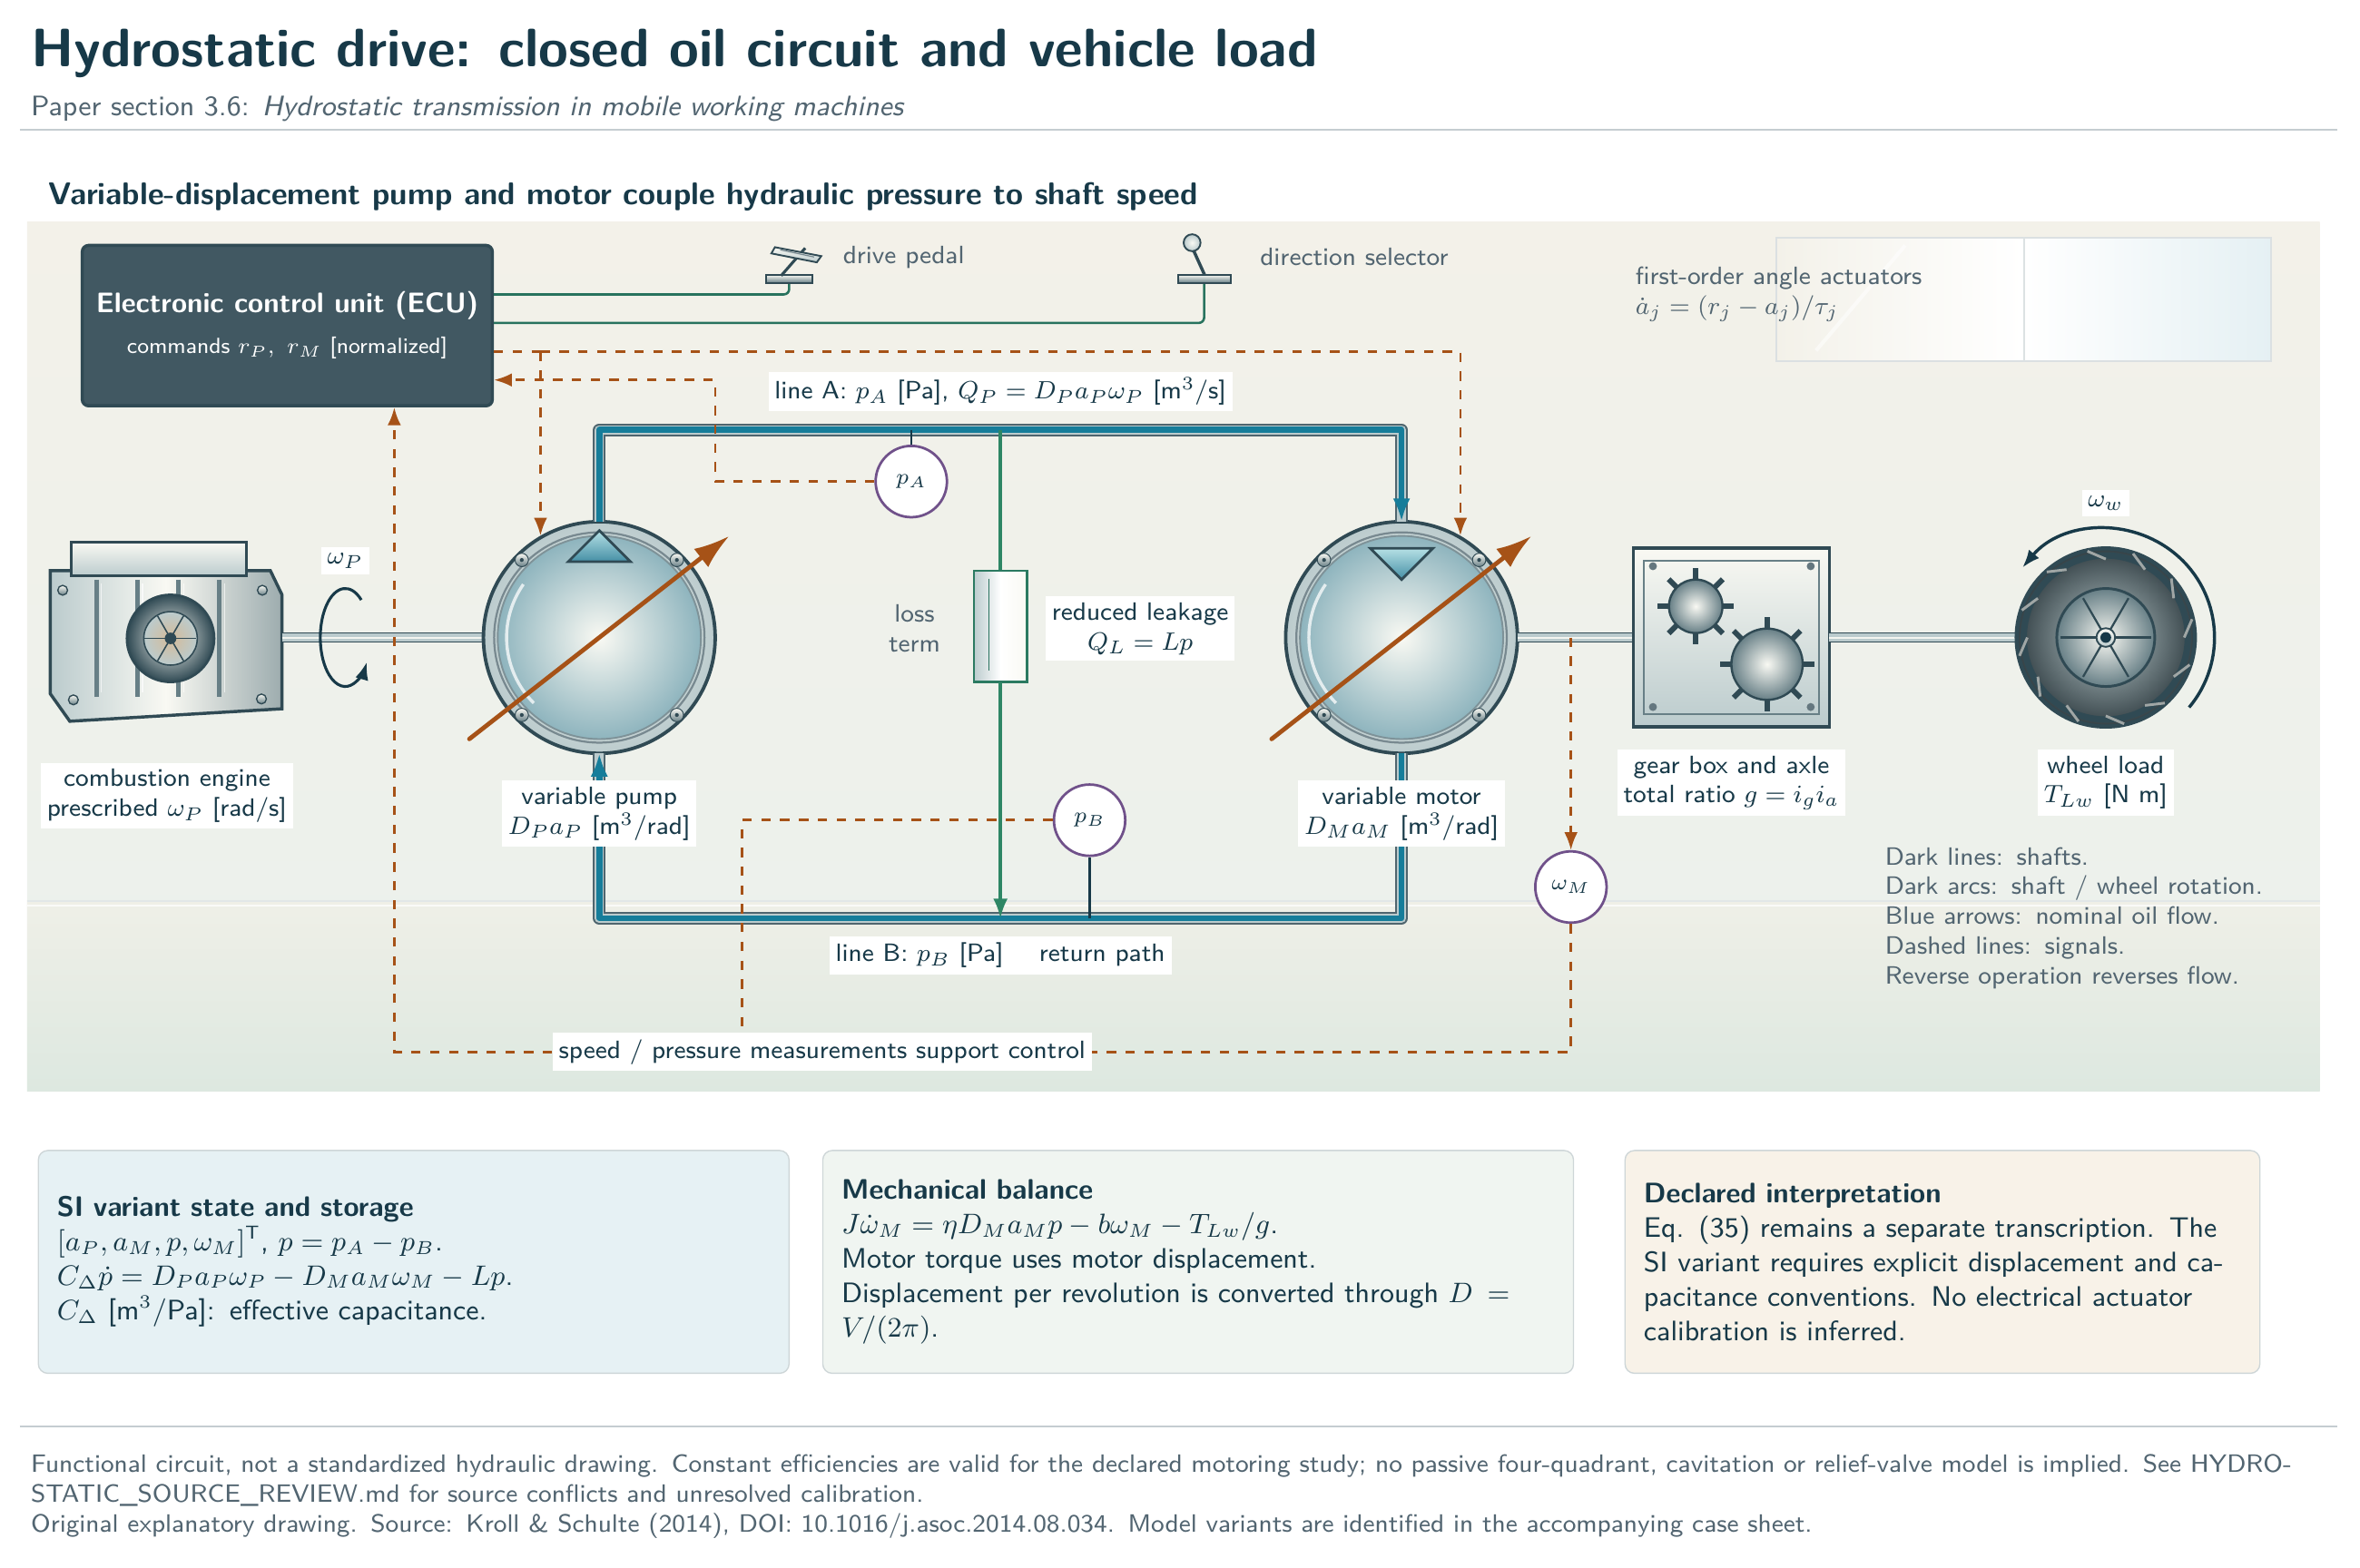 Hydrostatic drive: closed oil circuit and vehicle load
Paper section 3.6: Hydrostatic transmission in mobile working machines
Variable-displacement pump and motor couple hydraulic pressure to shaft speed
Electronic control unit (ECU)
commands r_P, r_M [normalized]
drive pedal
direction selector
first-order angle actuators
ȧ_j = (r_j − a_j)/τ_j
line A: p_A [Pa], Q_P = D_P a_P ω_P [m³/s]
p_A
ω_P
ω_w
loss
term
reduced leakage
Q_L = Lp
combustion engine
prescribed ω_P [rad/s]
variable pump
D_P a_P [m³/rad]
p_B
variable motor
D_M a_M [m³/rad]
gear box and axle
total ratio g = i_g i_a
wheel load
T_{Lw} [N m]
ω_M
Dark lines: shafts.
Dark arcs: shaft / wheel rotation.
Blue arrows: nominal oil flow.
Dashed lines: signals.
Reverse operation reverses flow.
line B: p_B [Pa] return path
speed / pressure measurements support control
SI variant state and storage
[a_P, a_M, p, ω_M]^T, p = p_A − p_B.
C_Δ ṗ = D_P a_P ω_P − D_M a_M ω_M − Lp.
C_Δ [m³/Pa]: effective capacitance.
Mechanical balance
Jω̇_M = ηD_M a_M p − bω_M − T_{Lw}/g.
Motor torque uses motor displacement.
Displacement per revolution is converted through D =
V/(2π).
Declared interpretation
Eq. (35) remains a separate transcription. The
SI variant requires explicit displacement and ca-
pacitance conventions. No electrical actuator
calibration is inferred.
Functional circuit, not a standardized hydraulic drawing. Constant efficiencies are valid for the declared motoring study; no passive four-quadrant, cavitation or relief-valve model is implied. See HYDRO-
STATIC_SOURCE_REVIEW.md for source conflicts and unresolved calibration.
Original explanatory drawing. Source: Kroll & Schulte (2014), DOI: 10.1016/j.asoc.2014.08.034. Model variants are identified in the accompanying case sheet.